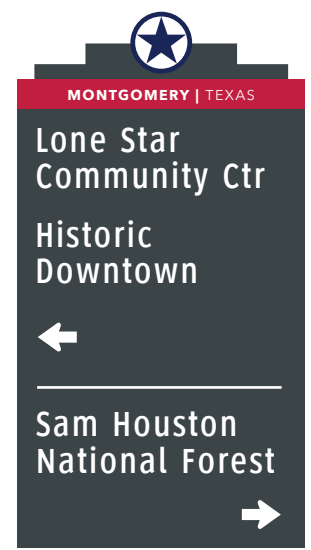 MONTGOMERY | TEXAS
Lone Star
Community Ctr
Historic
Downtown
Sam Houston
National Forest